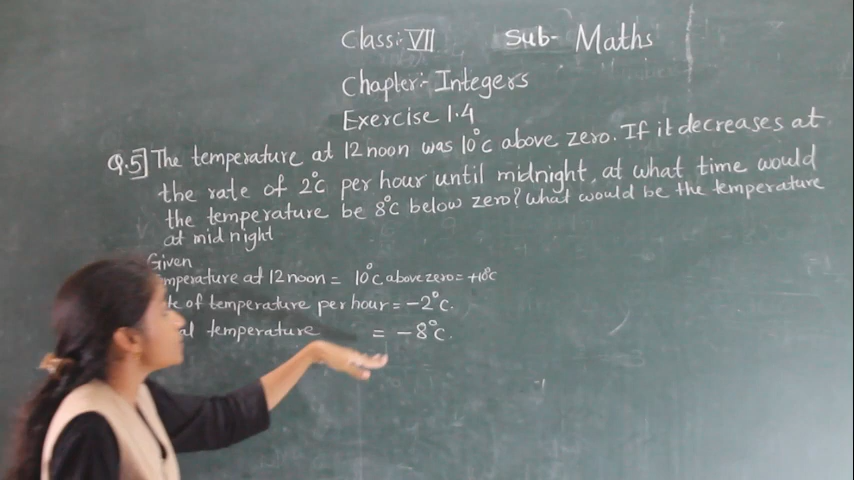 Class:- VII Sub- Maths
Chapter:- Integers
Exercise 1.4
Q.5] The temperature at 12 noon was 10°C above zero. If it decreases at
the rate of 2°C per hour until midnight, at what time would
the temperature be 8°C below zero? What would be the temperature
at mid night
Given
temperature at 12 noon = 10°C above zero = +10°C
of temperature per hour = -2°C.
temperature = -8°C.